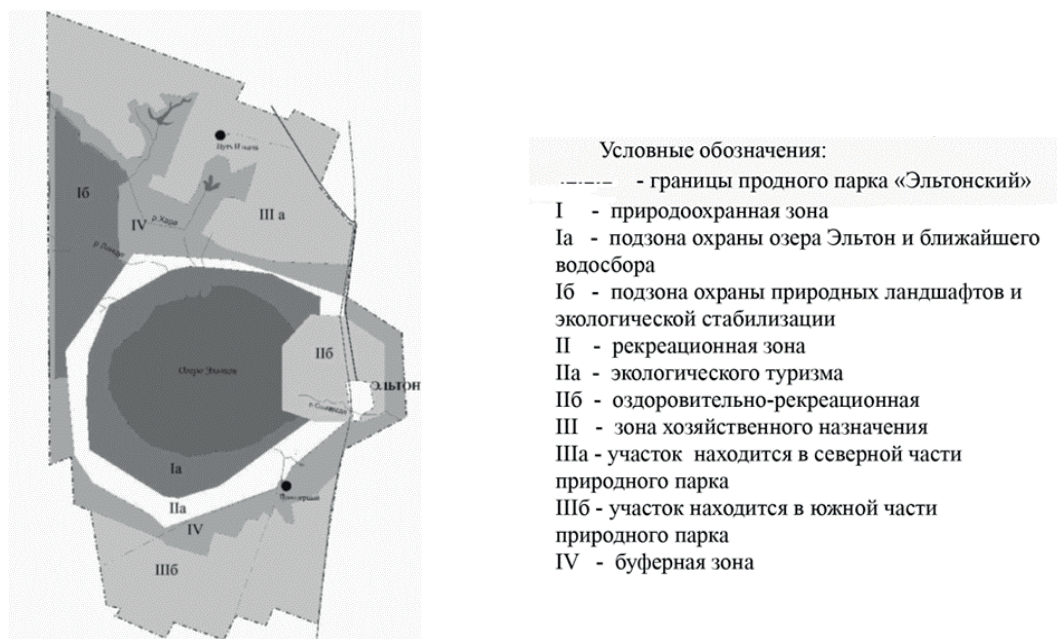 Iб
IV
р. Хара
III а
IIб
Озеро Эльтон
ЭЛЬТОН
Iа
IIа
IV
IIIб
Условные обозначения:
- границы продного парка «Эльтонский»
I - природоохранная зона
Iа - подзона охраны озера Эльтон и ближайшего
водосбора
Iб - подзона охраны природных ландшафтов и
экологической стабилизации
II - рекреационная зона
IIа - экологического туризма
IIб - оздоровительно-рекреационная
III - зона хозяйственного назначения
IIIа - участок находится в северной части
природного парка
IIIб - участок находится в южной части
природного парка
IV - буферная зона